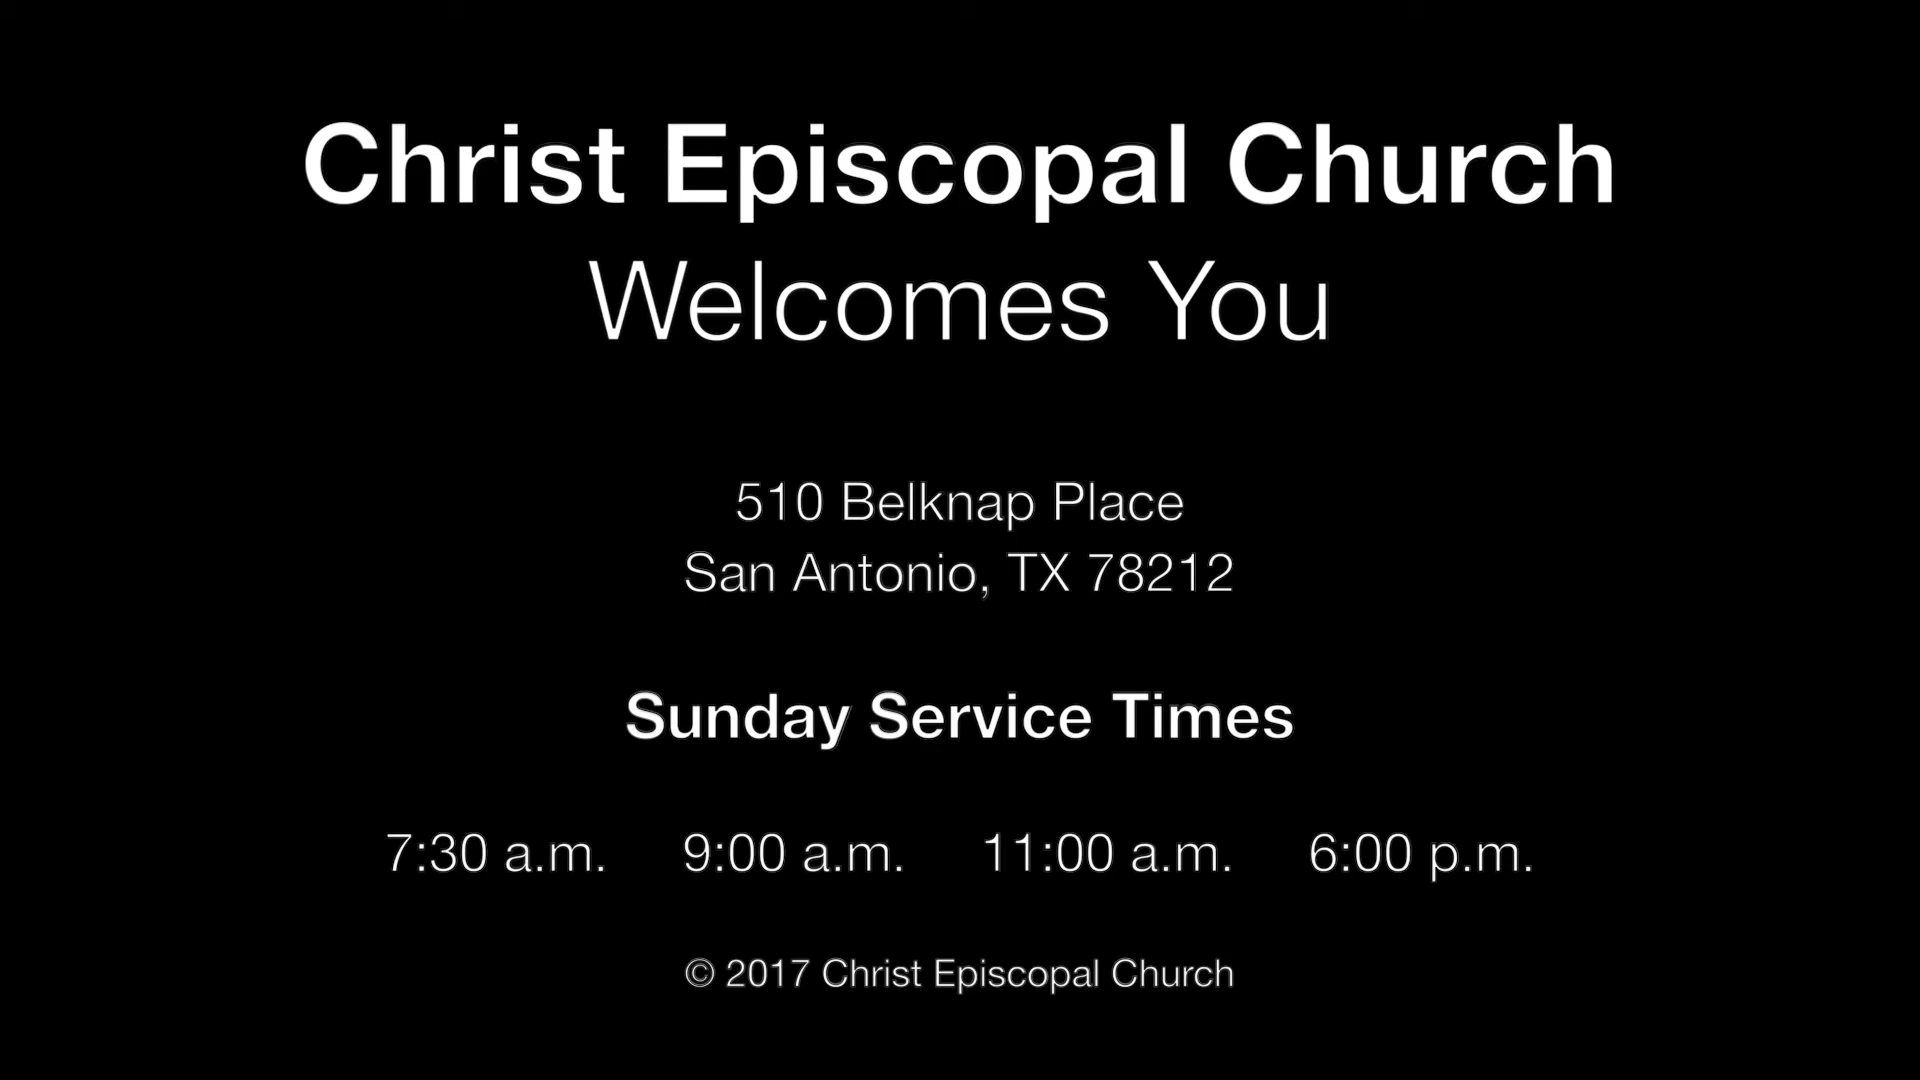 Christ Episcopal Church
Welcomes You
510 Belknap Place
San Antonio, TX 78212
Sunday Service Times
7:30 a.m. 9:00 a.m. 11:00 a.m. 6:00 p.m.
© 2017 Christ Episcopal Church